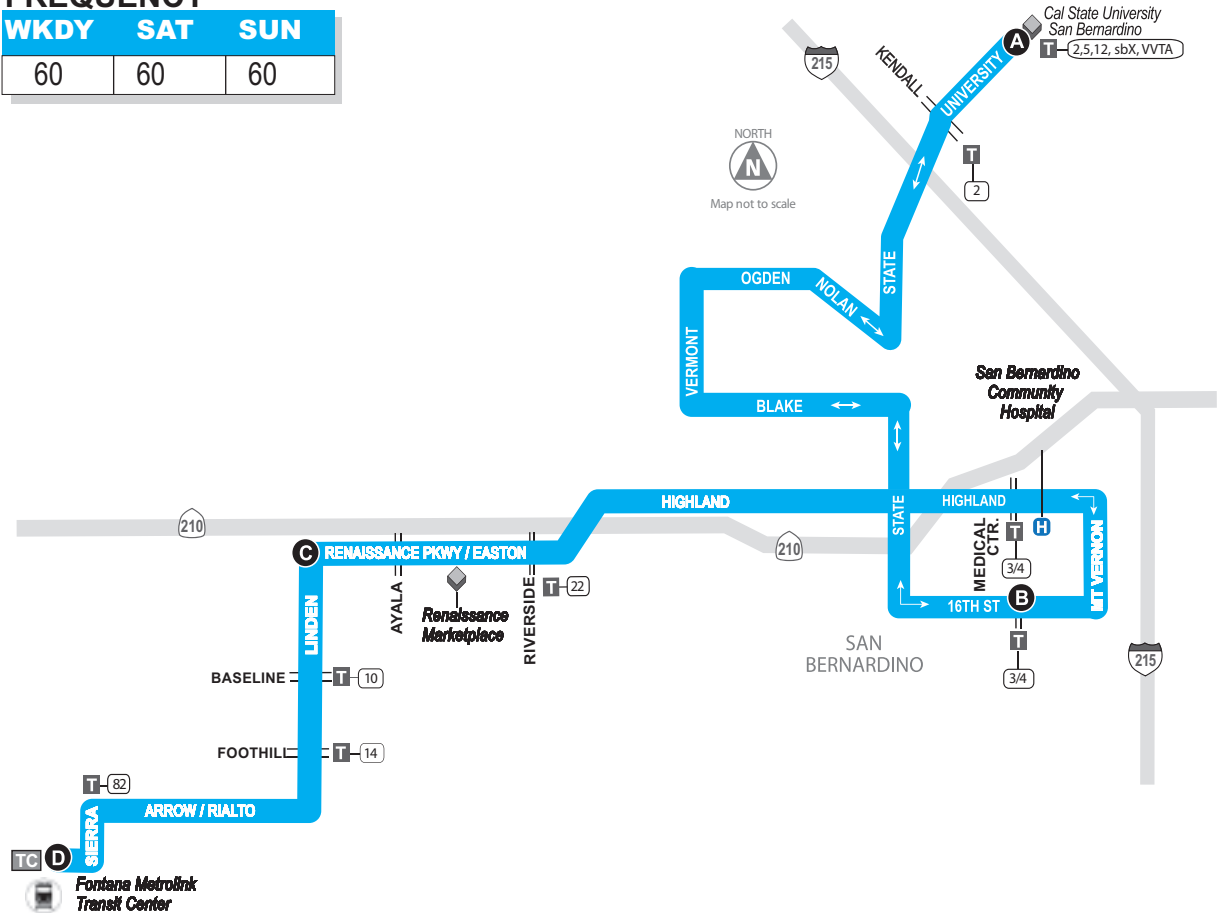 FREQUENCY
WKDY SAT SUN
60 60 60
Cal State University
San Bernardino
A
T 2,5,12, sbX, VVTA
215
KENDALL
UNIVERSITY
NORTH
N
Map not to scale
T
2
STATE
OGDEN
NOLAN
VERMONT
BLAKE
San Bernardino
Community
Hospital
HIGHLAND
HIGHLAND
STATE
MEDICAL
CTR.
T
3/4
H
MT VERNON
210
210
C
RENAISSANCE PKWY / EASTON
AYALA
RIVERSIDE
T 22
Renaissance
Marketplace
16TH ST
B
T
3/4
SAN
BERNARDINO
215
LINDEN
BASELINE
T 10
FOOTHILL
T 14
T 82
ARROW / RIALTO
SIERRA
TC D
Fontana Metrolink
Transit Center